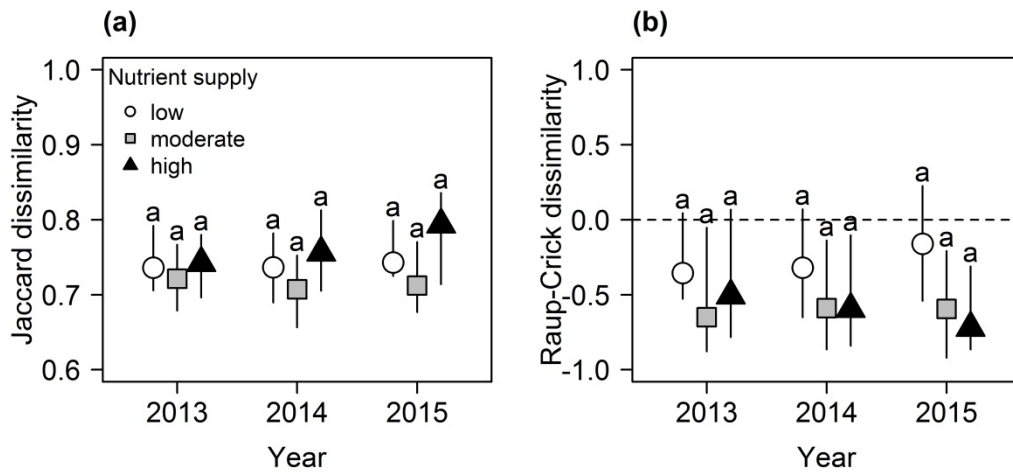 (a)
Jaccard dissimilarity
1.0
0.9
0.8
0.7
0.6
Nutrient supply
low
moderate
high
a a a
a a a
a a a
2013 2014 2015
Year
(b)
Raup-Crick dissimilarity
1.0
0.5
0.0
-0.5
-1.0
a a a
a a a
a a a
2013 2014 2015
Year